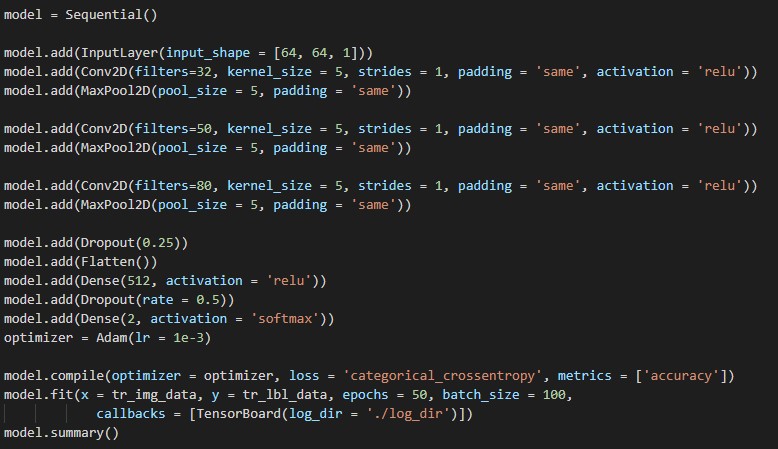 model = Sequential()
model.add(InputLayer(input_shape = [64, 64, 1]))
model.add(Conv2D(filters=32, kernel_size = 5, strides = 1, padding = 'same', activation = 'relu'))
model.add(MaxPool2D(pool_size = 5, padding = 'same'))
model.add(Conv2D(filters=50, kernel_size = 5, strides = 1, padding = 'same', activation = 'relu'))
model.add(MaxPool2D(pool_size = 5, padding = 'same'))
model.add(Conv2D(filters=80, kernel_size = 5, strides = 1, padding = 'same', activation = 'relu'))
model.add(MaxPool2D(pool_size = 5, padding = 'same'))
model.add(Dropout(0.25))
model.add(Flatten())
model.add(Dense(512, activation = 'relu'))
model.add(Dropout(rate = 0.5))
model.add(Dense(2, activation = 'softmax'))
optimizer = Adam(lr = 1e-3)
model.compile(optimizer = optimizer, loss = 'categorical_crossentropy', metrics = ['accuracy'])
model.fit(x = tr_img_data, y = tr_lbl_data, epochs = 50, batch_size = 100,
callbacks = [TensorBoard(log_dir = './log_dir')])
model.summary()